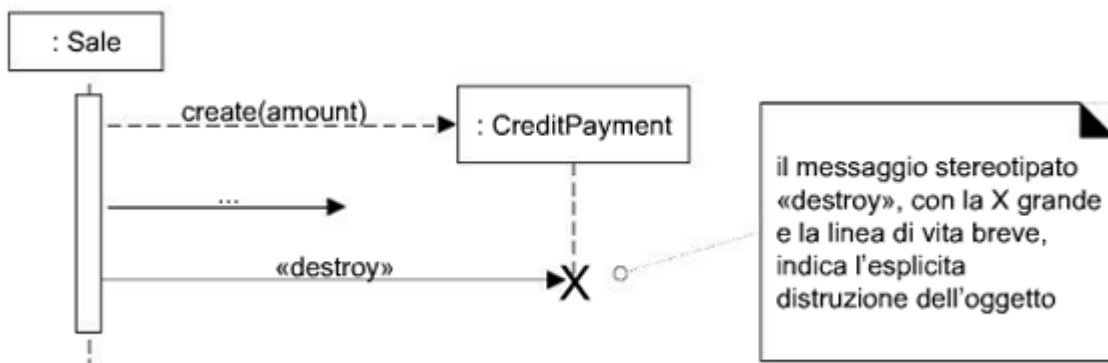 : Sale
create(amount)
: CreditPayment
...
«destroy»
X
il messaggio stereotipato
«destroy», con la X grande
e la linea di vita breve,
indica l'esplicita
distruzione dell'oggetto